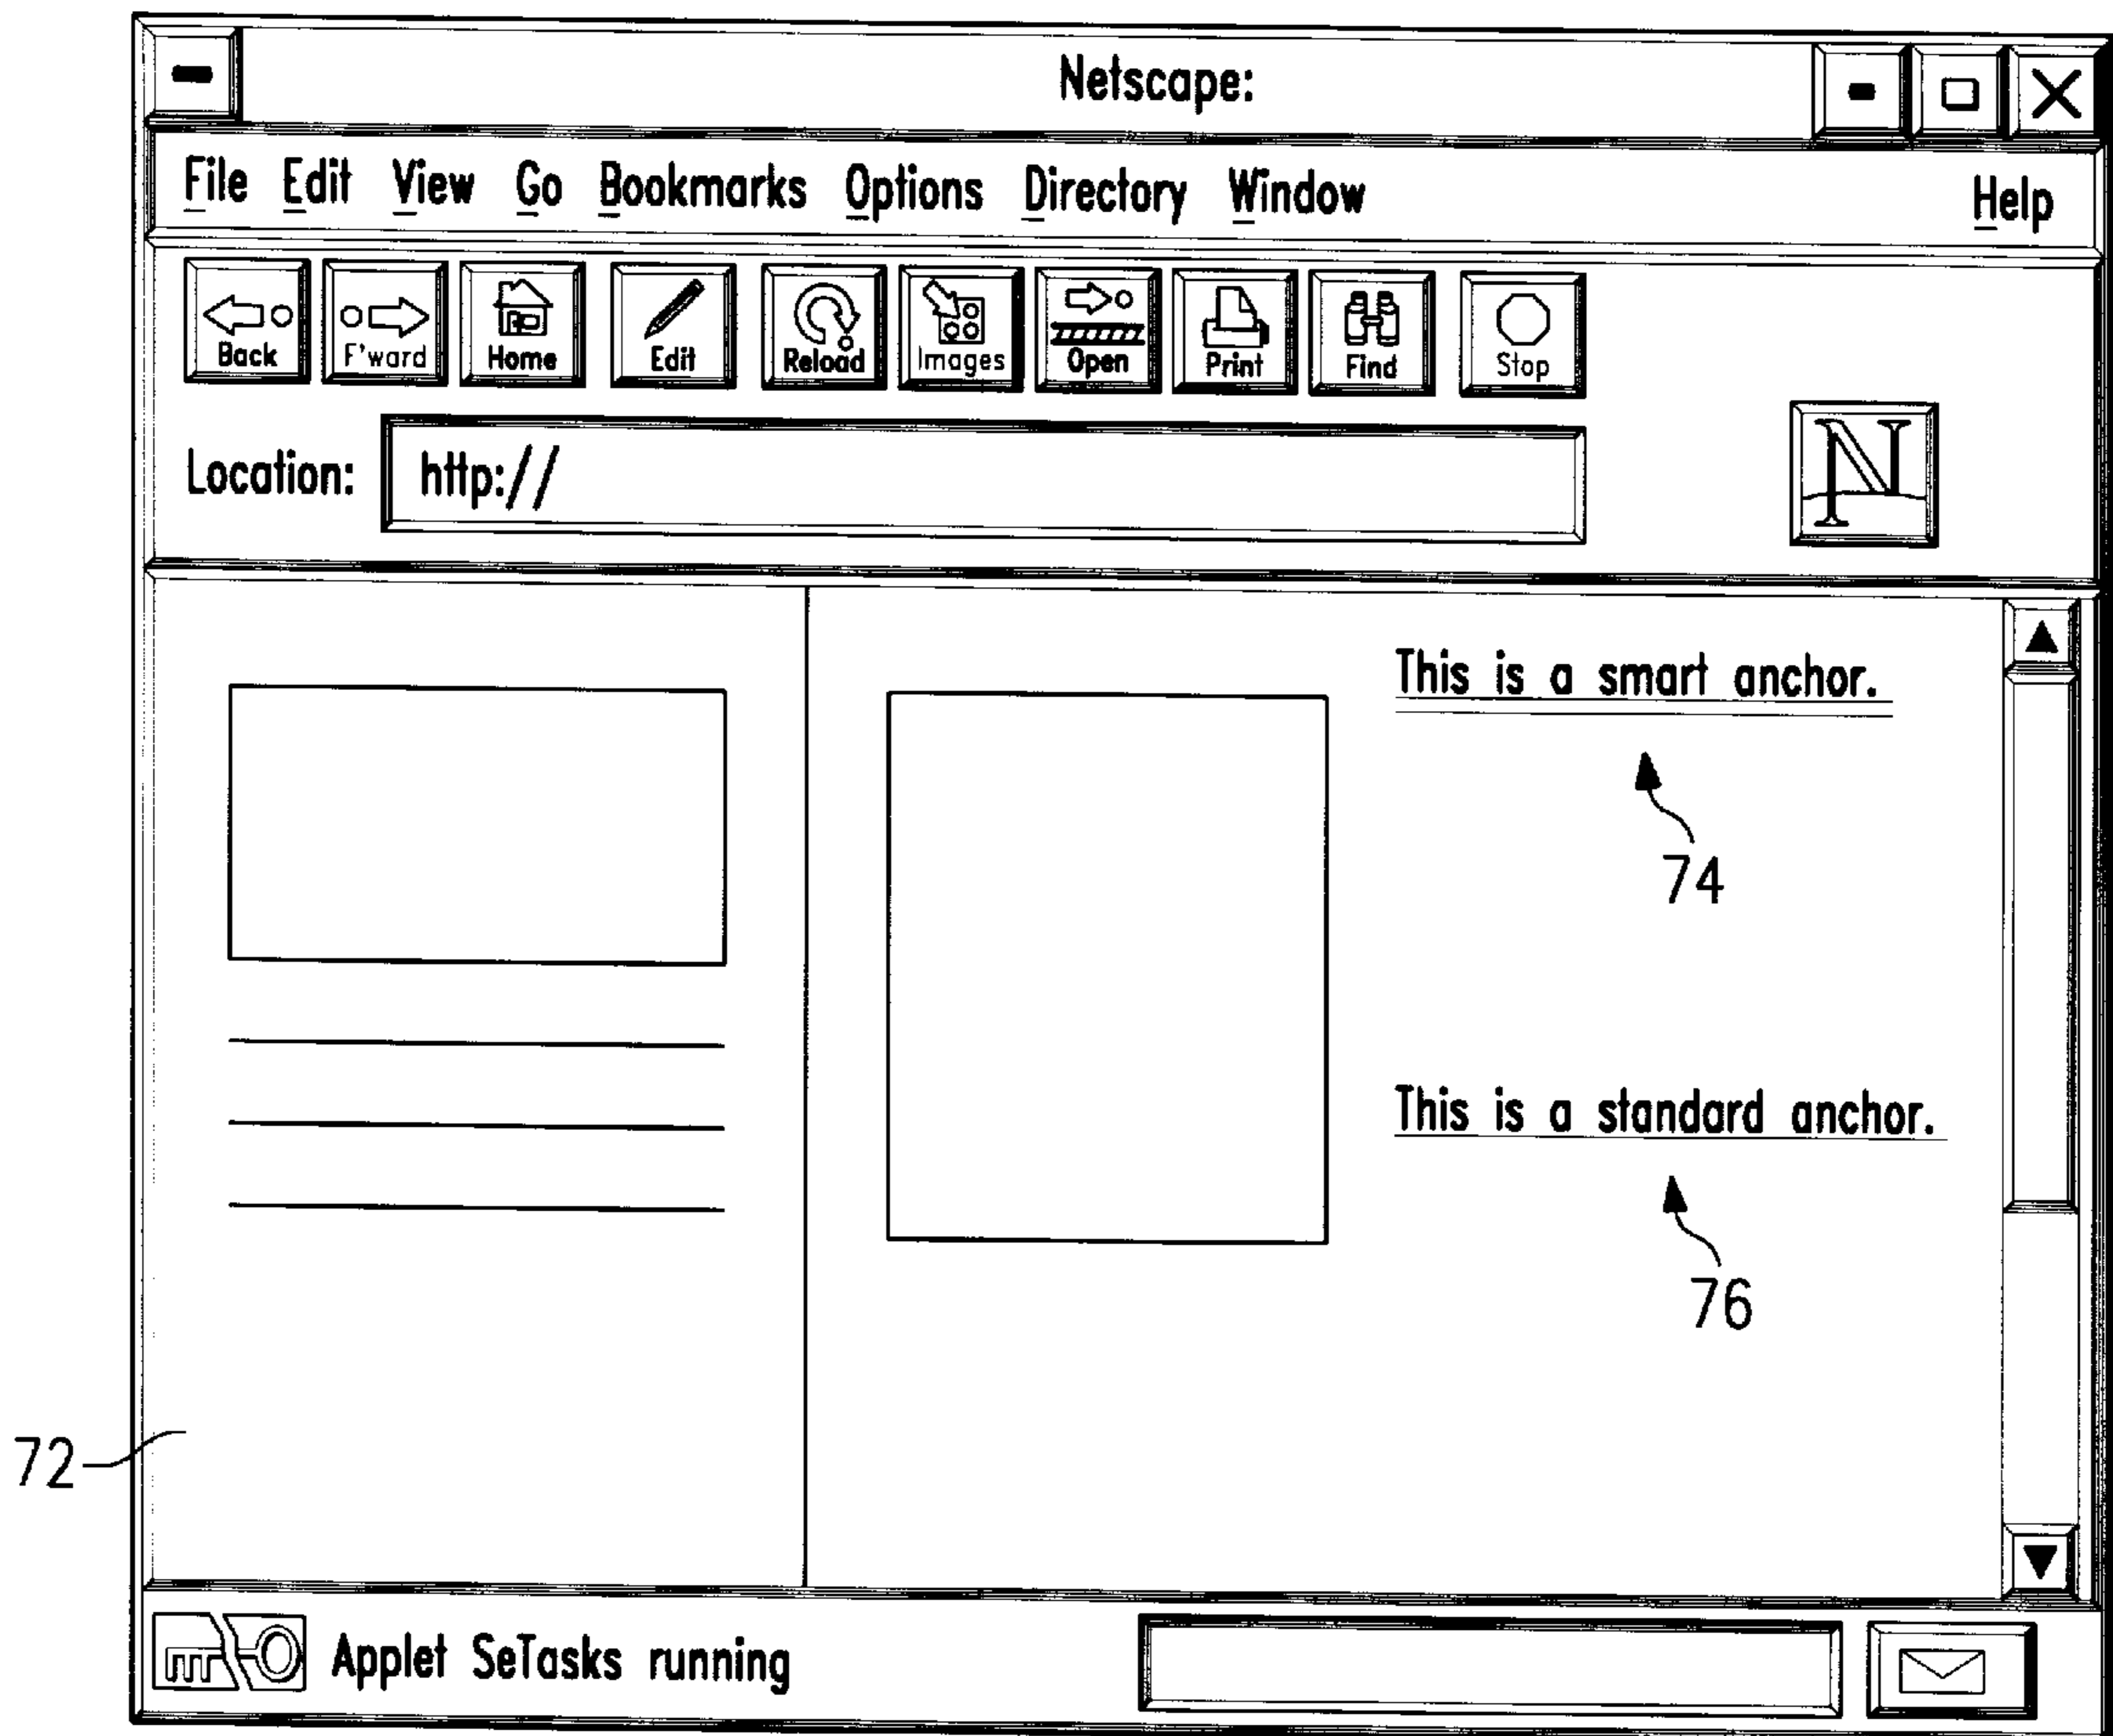 Netscape:
File Edit View Go Bookmarks Options Directory Window Help
Back F'ward Home Edit Reload Images Open Print Find Stop
Location: http:// N
This is a smart anchor.
74
This is a standard anchor.
76
72
Applet SeTasks running